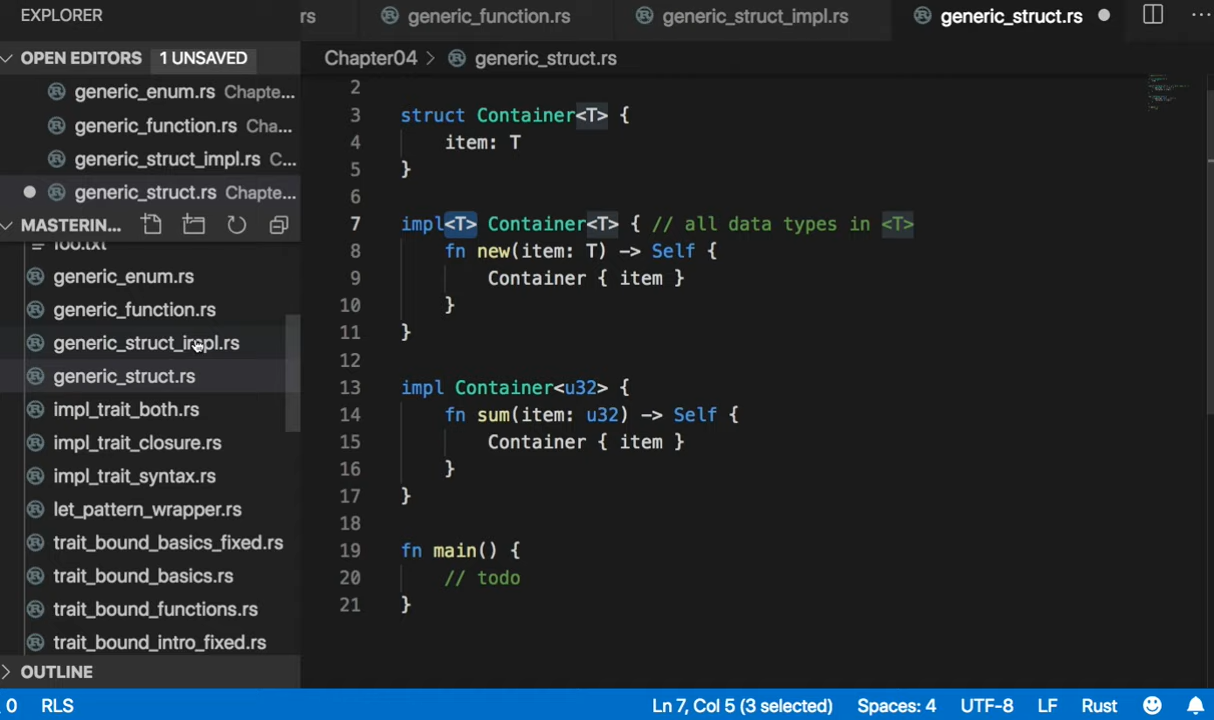 EXPLORER
rs
generic_function.rs
generic_struct_impl.rs
generic_struct.rs
OPEN EDITORS 1 UNSAVED
generic_enum.rs Chapte...
generic_function.rs Cha...
generic_struct_impl.rs C...
generic_struct.rs Chapte...
MASTERIN...
foo.txt
generic_enum.rs
generic_function.rs
generic_struct_impl.rs
generic_struct.rs
impl_trait_both.rs
impl_trait_closure.rs
impl_trait_syntax.rs
let_pattern_wrapper.rs
trait_bound_basics_fixed.rs
trait_bound_basics.rs
trait_bound_functions.rs
trait_bound_intro_fixed.rs
OUTLINE
Chapter04 > generic_struct.rs
2
3 struct Container<T> {
4 item: T
5 }
6
7 impl<T> Container<T> { // all data types in <T>
8 fn new(item: T) -> Self {
9 Container { item }
10 }
11 }
12
13 impl Container<u32> {
14 fn sum(item: u32) -> Self {
15 Container { item }
16 }
17 }
18
19 fn main() {
20 // todo
21 }
0 RLS Ln 7, Col 5 (3 selected) Spaces: 4 UTF-8 LF Rust